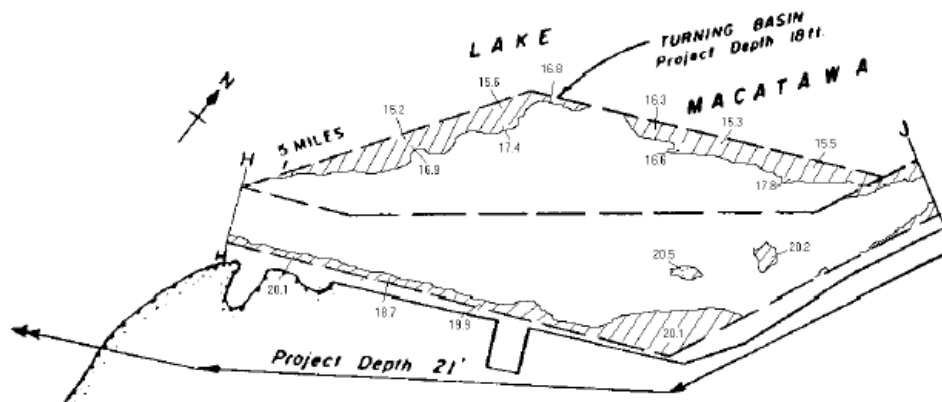 LAKE
TURNING BASIN
Project Depth 18 ft.
MACATAWA
N
16.8
15.6
15.2
16.3
15.3
15.5
5 MILES
H
J
17.4
16.9
16.6
17.8
20.5
20.2
H
20.1
18.7
19.9
20.1
Project Depth 21'